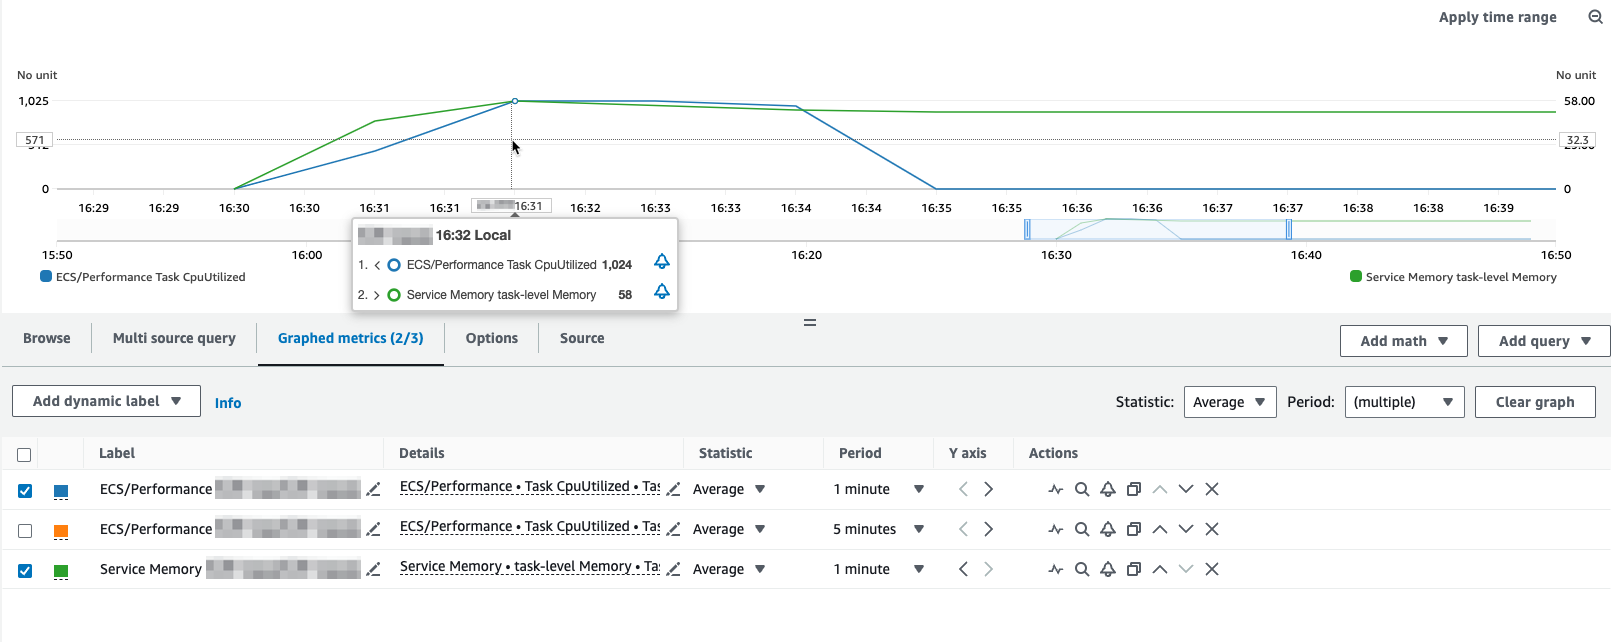 Apply time range
No unit
No unit
1,025
58.00
571
32.3
0
0
16:29 16:29 16:30 16:30 16:31 16:31 16:31 16:32 16:33 16:33 16:34 16:34 16:35 16:35 16:36 16:36 16:37 16:37 16:38 16:38 16:39
16:32 Local
1. ECS/Performance Task CpuUtilized 1,024
2. Service Memory task-level Memory 58
15:50 16:00 16:20 16:30 16:40 16:50
ECS/Performance Task CpuUtilized
Service Memory task-level Memory
Browse Multi source query Graphed metrics (2/3) Options Source
Add math Add query
Add dynamic label Info
Statistic: Average Period: (multiple) Clear graph
Label Details Statistic Period Y axis Actions
ECS/Performance ECS/Performance • Task CpuUtilized • Tas Average 1 minute
ECS/Performance ECS/Performance • Task CpuUtilized • Tas Average 5 minutes
Service Memory Service Memory • task-level Memory • Ta Average 1 minute